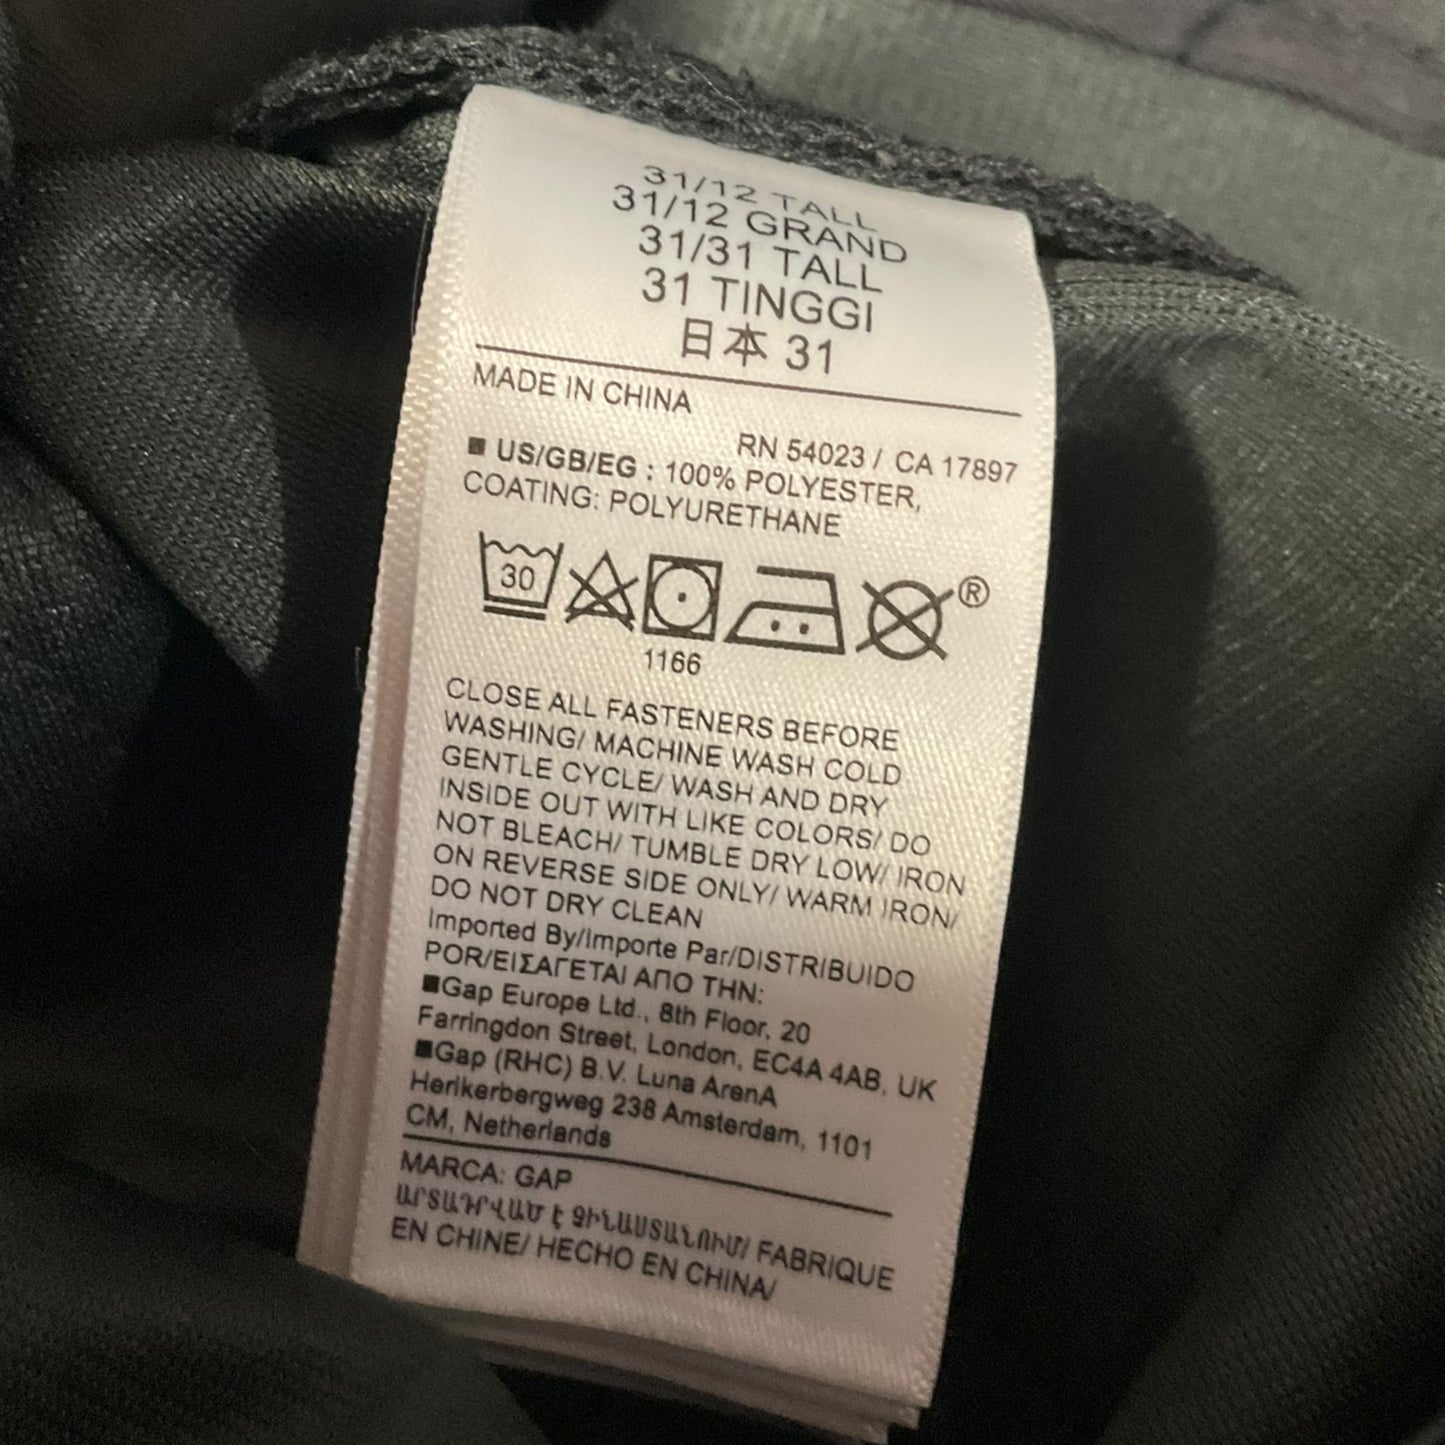 31/12 TALL
31/12 GRAND
31/31 TALL
31 TINGGI
日本 31
MADE IN CHINA
RN 54023 / CA 17897
■ US/GB/EG : 100% POLYESTER,
COATING: POLYURETHANE
30
®
1166
CLOSE ALL FASTENERS BEFORE
WASHING/ MACHINE WASH COLD
GENTLE CYCLE/ WASH AND DRY
INSIDE OUT WITH LIKE COLORS/ DO
NOT BLEACH/ TUMBLE DRY LOW/ IRON
ON REVERSE SIDE ONLY/ WARM IRON/
DO NOT DRY CLEAN
Imported By/Importe Par/DISTRIBUIDO
POR/ΕΙΣΑΓΕΤΑΙ ΑΠΟ ΤΗΝ:
■Gap Europe Ltd., 8th Floor, 20
Farringdon Street, London, EC4A 4AB, UK
■Gap (RHC) B.V. Luna ArenA
Herikerbergweg 238 Amsterdam, 1101
CM, Netherlands
MARCA: GAP
ԱՐՏԱԴՐՎԱԾ Է ՉԻՆԱՍՏԱՆՈՒՄ/ FABRIQUE
EN CHINE/ HECHO EN CHINA/